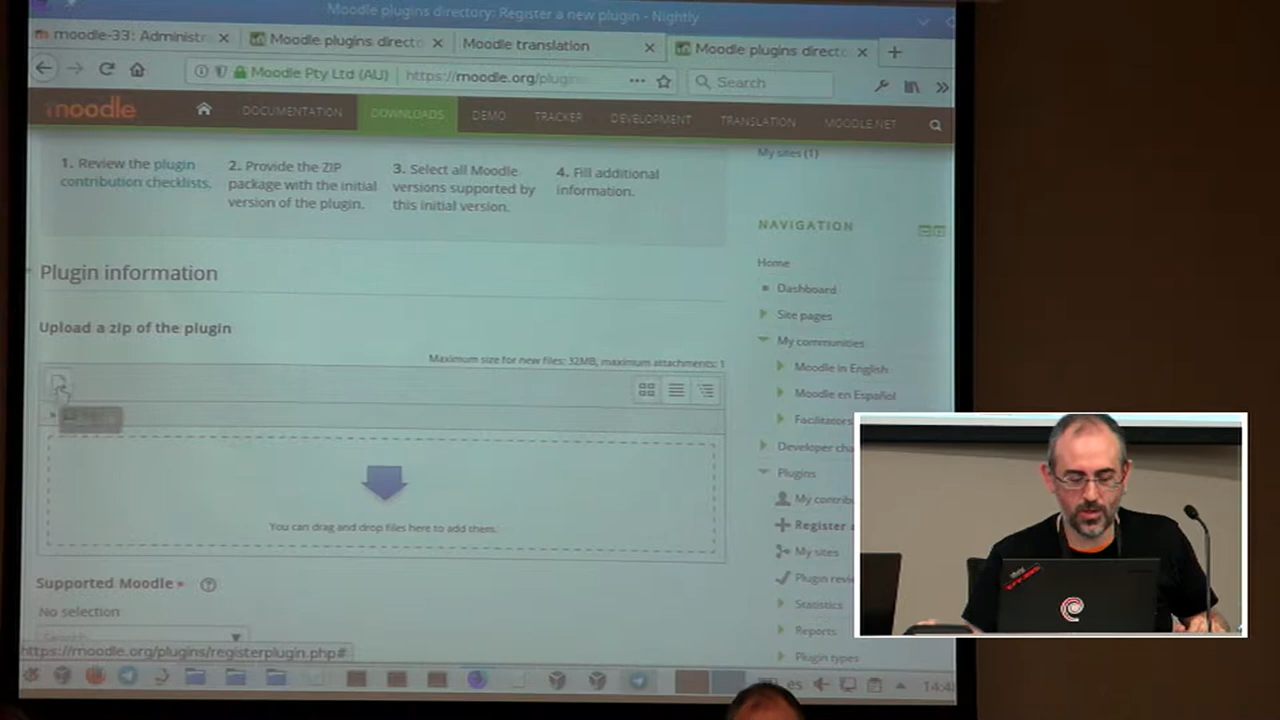 Moodle plugins directory: Register a new plugin - Nightly
moodle-33: Administr
Moodle plugins direct
Moodle translation
Moodle plugins direct
Moodle Pty Ltd (AU)
https://moodle.org/plugin
Search
moodle
DOCUMENTATION
DOWNLOADS
DEMO
TRACKER
DEVELOPMENT
TRANSLATION
MOODLE.NET
1. Review the plugin
contribution checklists.
2. Provide the ZIP
package with the initial
version of the plugin.
3. Select all Moodle
versions supported by
this initial version.
4. Fill additional
information.
My sites (1)
NAVIGATION
Home
Dashboard
Site pages
My communities
Moodle in English
Moodle en Español
Facilitators
Developer cha
Plugins
My contrib
Register a
My sites
Plugin revi
Statistics
Reports
Plugin types
Plugin information
Upload a zip of the plugin
Maximum size for new files: 32MB, maximum attachments: 1
You can drag and drop files here to add them.
Supported Moodle
No selection
Search
https://moodle.org/plugins/registerplugin.php#
es
14:4